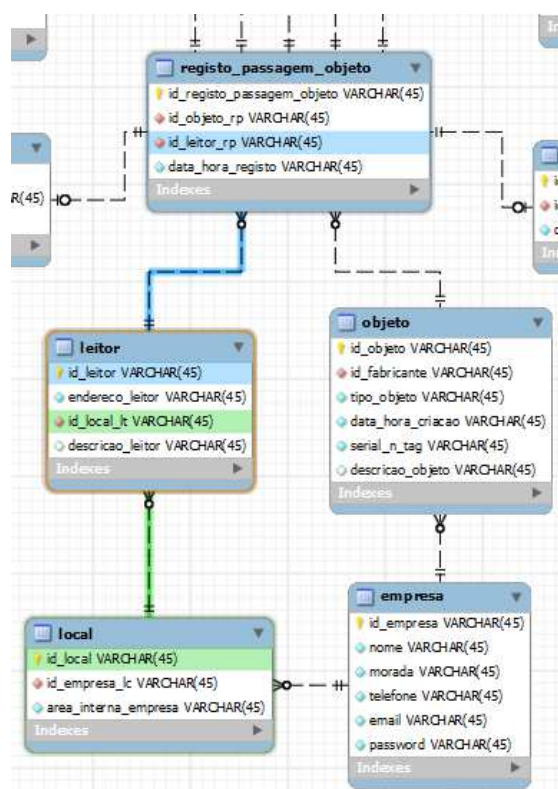 registo_passagem_objeto
id_registo_passagem_objeto VARCHAR(45)
id_objeto_rp VARCHAR(45)
id_leitor_rp VARCHAR(45)
data_hora_registo VARCHAR(45)
Indexes
R(45)
leitor
id_leitor VARCHAR(45)
endereco_leitor VARCHAR(45)
id_local_lt VARCHAR(45)
descricao_leitor VARCHAR(45)
Indexes
objeto
id_objeto VARCHAR(45)
id_fabricante VARCHAR(45)
tipo_objeto VARCHAR(45)
data_hora_criacao VARCHAR(45)
serial_n_tag VARCHAR(45)
descricao_objeto VARCHAR(45)
Indexes
local
id_local VARCHAR(45)
id_empresa_lc VARCHAR(45)
area_interna_empresa VARCHAR(45)
Indexes
empresa
id_empresa VARCHAR(45)
nome VARCHAR(45)
morada VARCHAR(45)
telefone VARCHAR(45)
email VARCHAR(45)
password VARCHAR(45)
Indexes